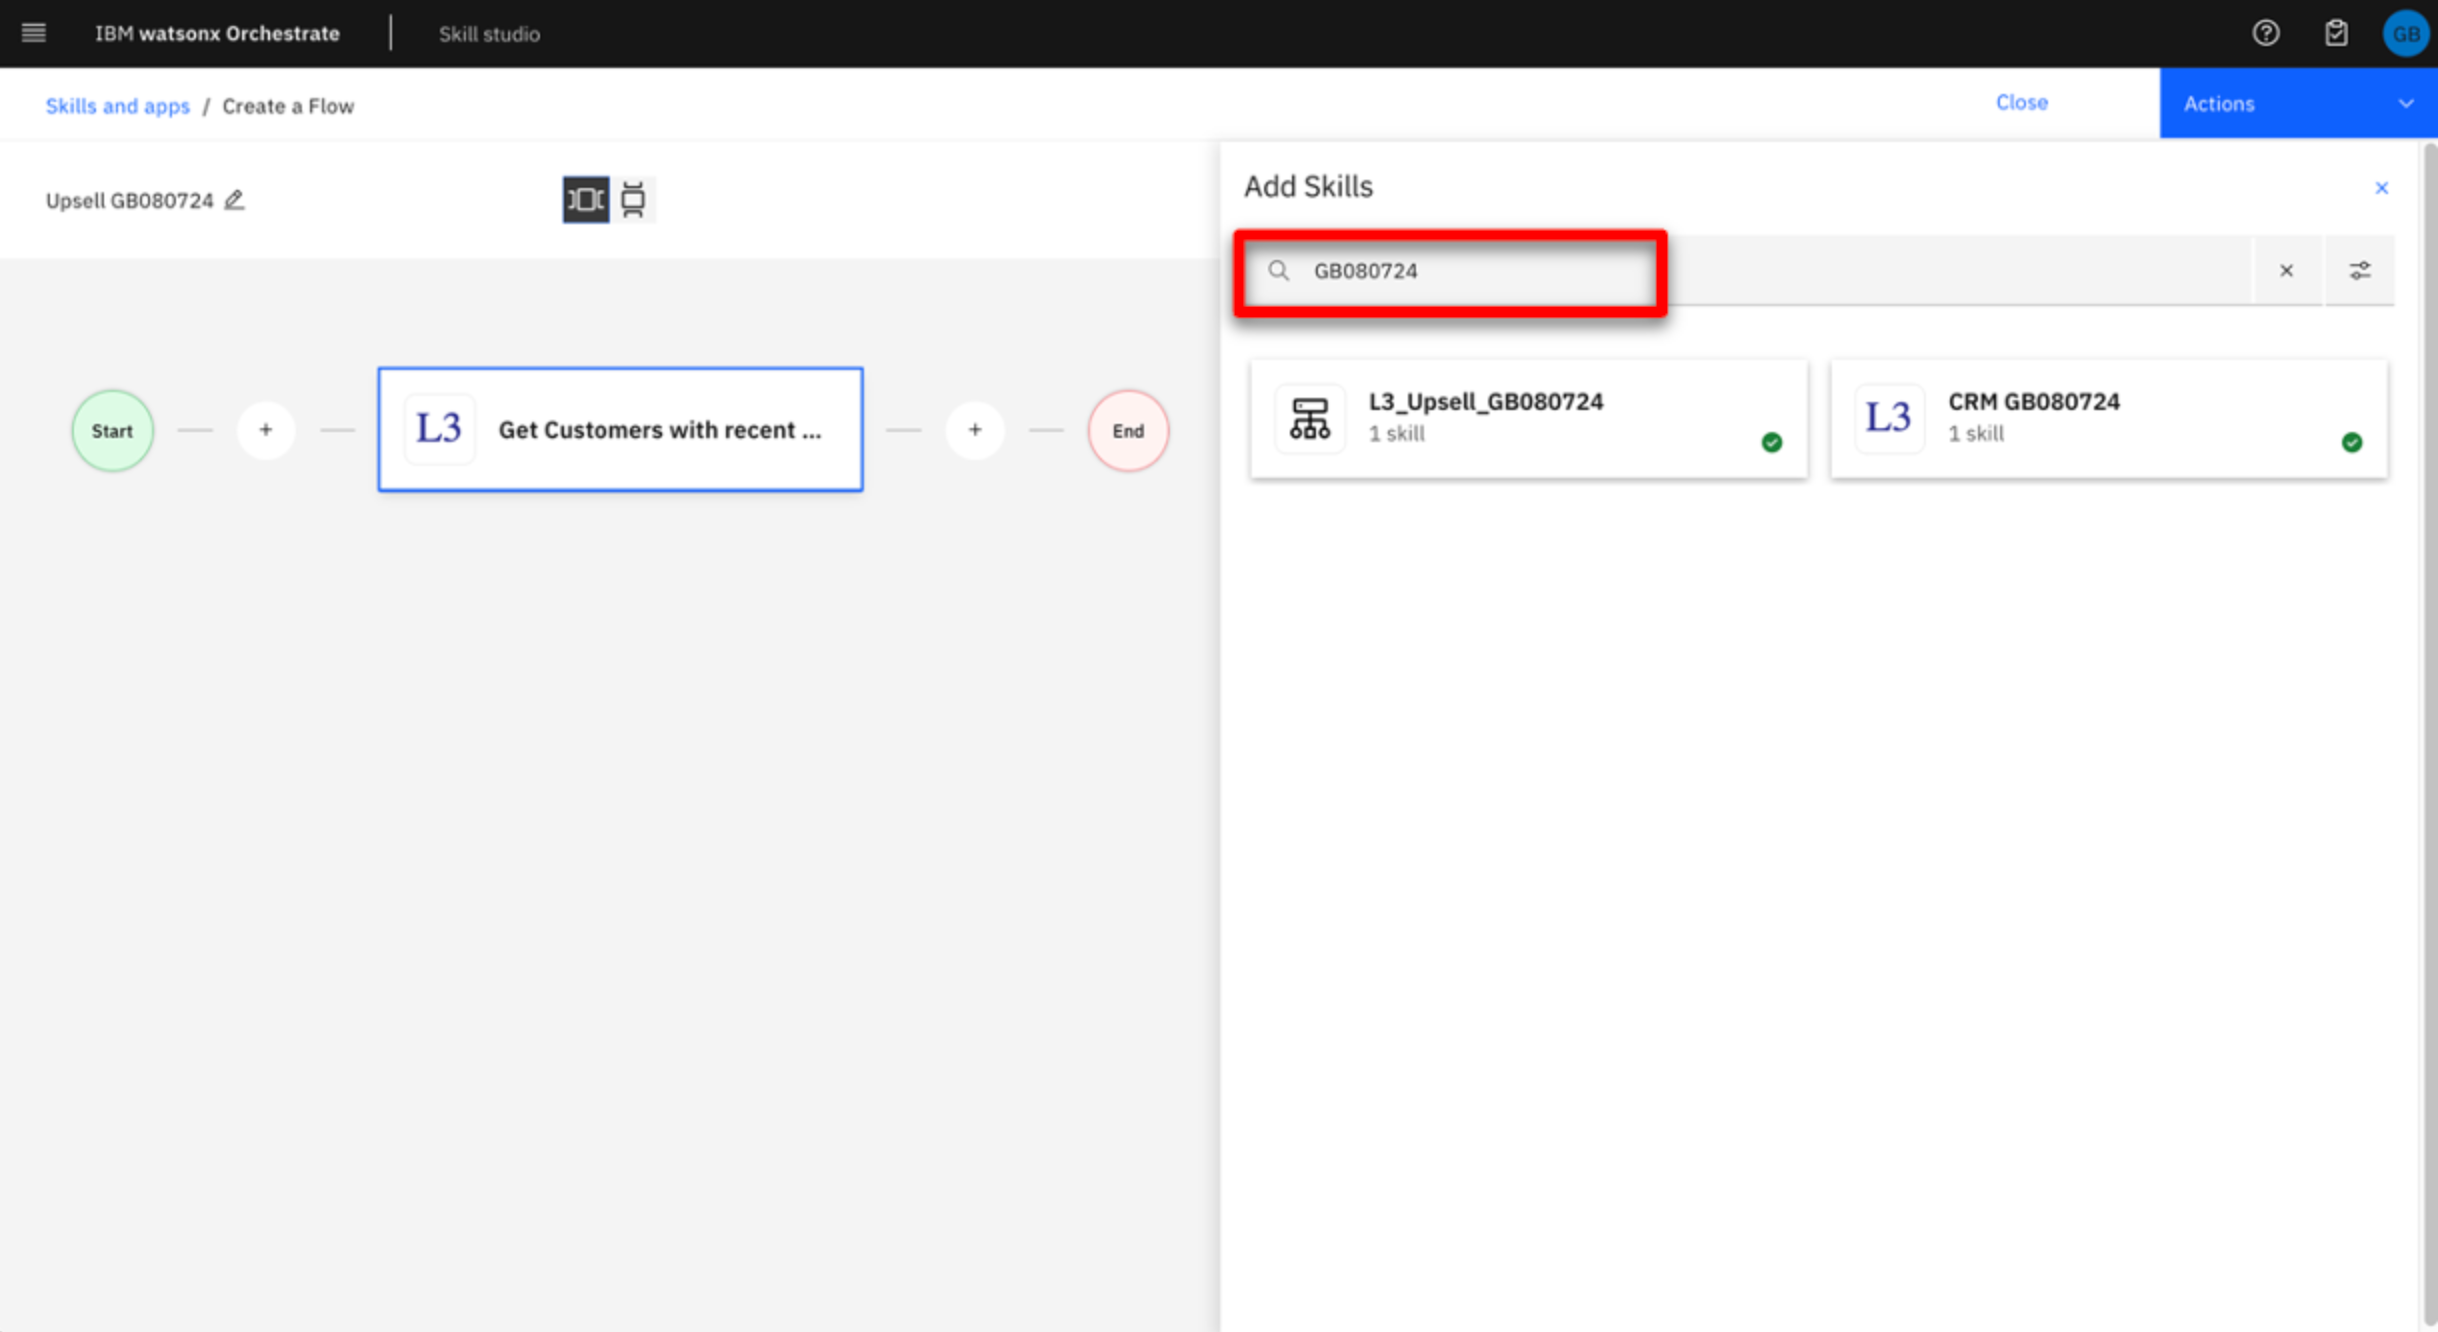 IBM watsonx Orchestrate
Skill studio
GB
Skills and apps / Create a Flow
Close
Actions
Upsell GB080724
Add Skills
GB080724
Start
+
L3
Get Customers with recent ...
+
End
L3_Upsell_GB080724
1 skill
L3
CRM GB080724
1 skill